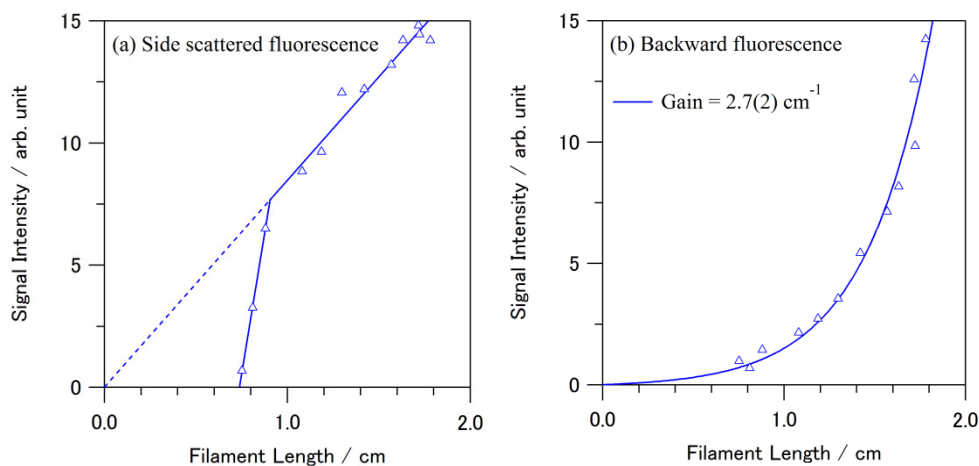 (a) Side scattered fluorescence
15
10
5
0
0.0
1.0
2.0
Signal Intensity / arb. unit
Filament Length / cm
(b) Backward fluorescence
Gain = 2.7(2) cm⁻¹
15
10
5
0
0.0
1.0
2.0
Signal Intensity / arb. unit
Filament Length / cm